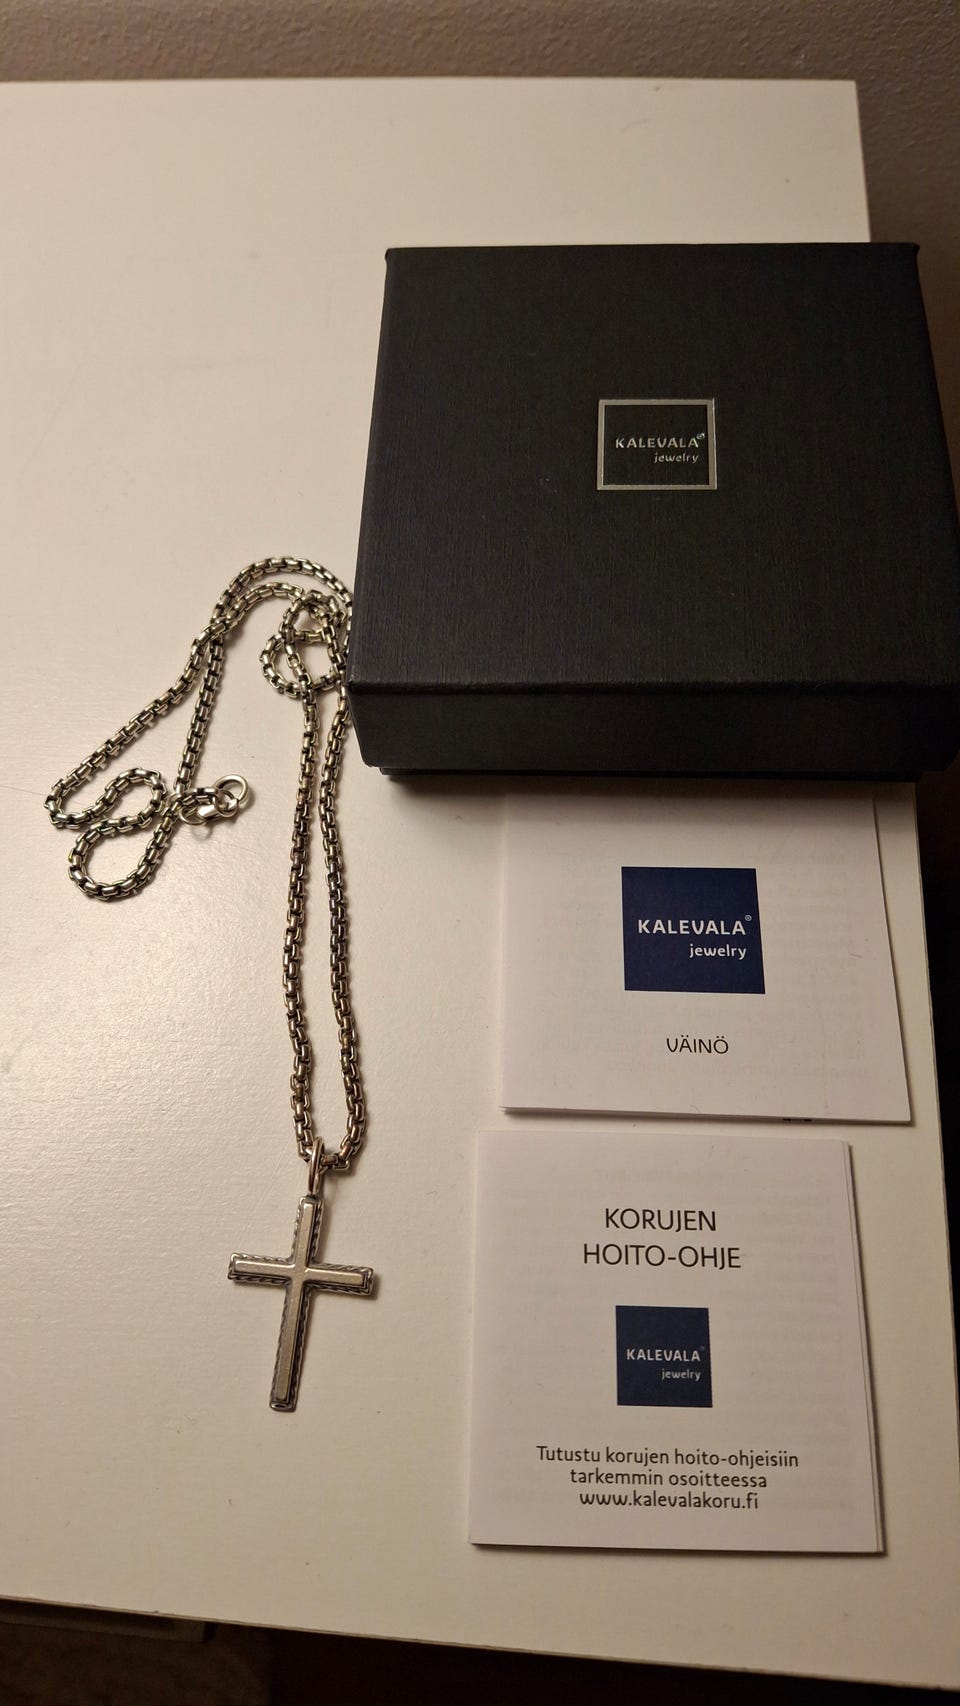 KALEVALA®
jewelry
KALEVALA®
jewelry
VÄINÖ
KORUJEN
HOITO-OHJE
KALEVALA®
jewelry
Tutustu korujen hoito-ohjeisiin
tarkemmin osoitteessa
www.kalevalakoru.fi